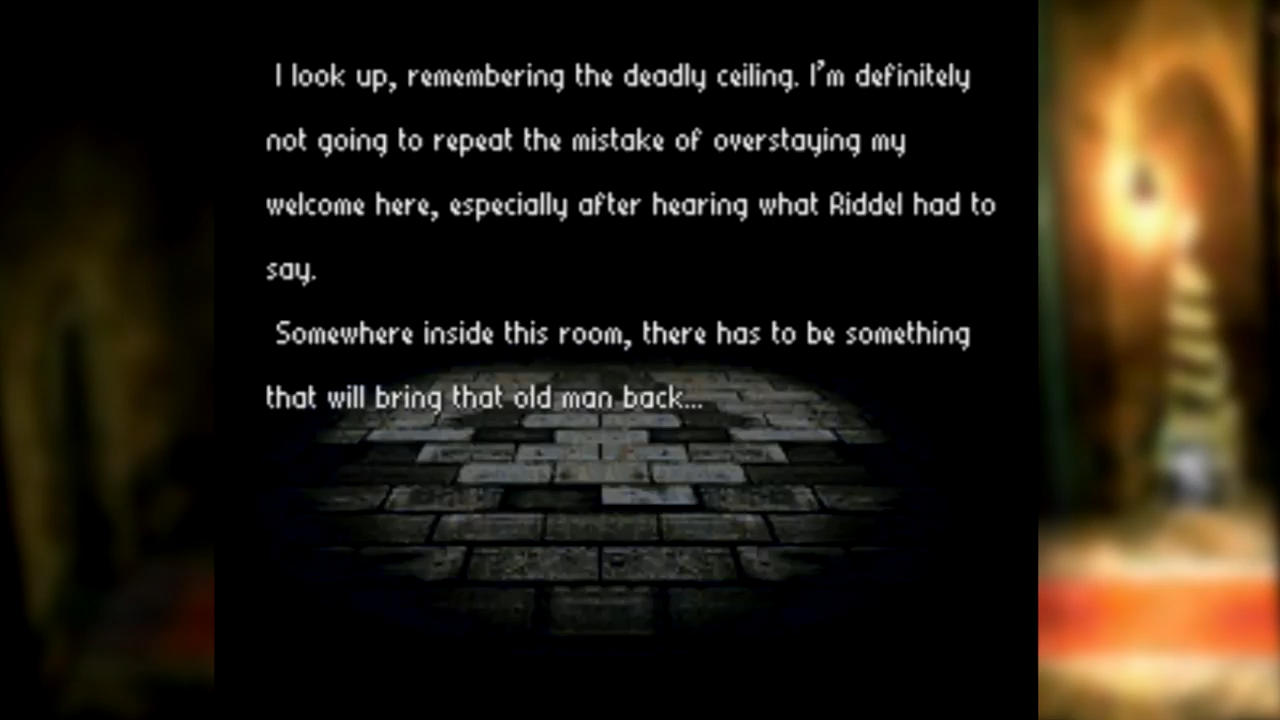 I look up, remembering the deadly ceiling. I'm definitely
not going to repeat the mistake of overstaying my
welcome here, especially after hearing what Riddel had to
say.
Somewhere inside this room, there has to be something
that will bring that old man back...